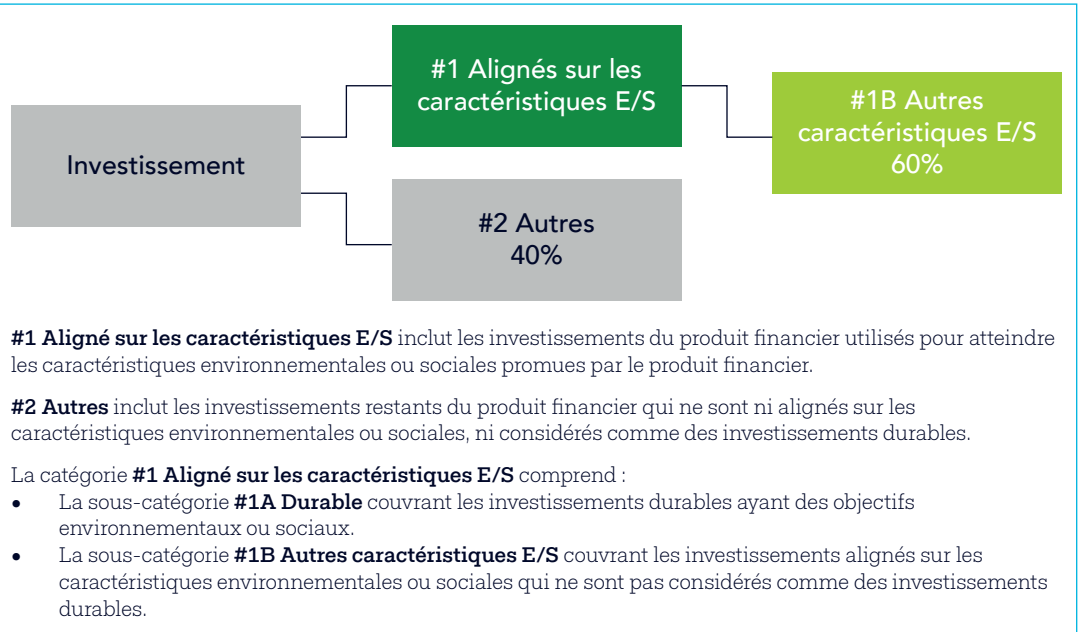 #1 Alignés sur les
caractéristiques E/S
#1B Autres
caractéristiques E/S
60%
Investissement
#2 Autres
40%
#1 Aligné sur les caractéristiques E/S inclut les investissements du produit financier utilisés pour atteindre
les caractéristiques environnementales ou sociales promues par le produit financier.
#2 Autres inclut les investissements restants du produit financier qui ne sont ni alignés sur les
caractéristiques environnementales ou sociales, ni considérés comme des investissements durables.
La catégorie #1 Aligné sur les caractéristiques E/S comprend :
• La sous-catégorie #1A Durable couvrant les investissements durables ayant des objectifs
environnementaux ou sociaux.
• La sous-catégorie #1B Autres caractéristiques E/S couvrant les investissements alignés sur les
caractéristiques environnementales ou sociales qui ne sont pas considérés comme des investissements
durables.